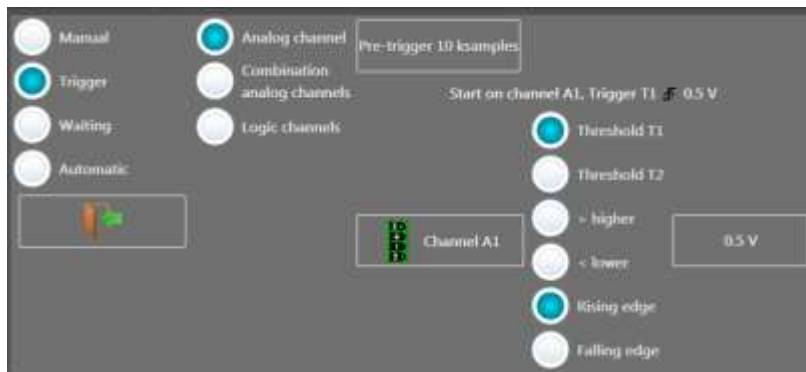 Manual
Trigger
Waiting
Automatic
Analog channel
Combination
analog channels
Logic channels
Pre-trigger 10 ksamples
Start on channel A1, Trigger T1 0.5 V
Threshold T1
Threshold T2
> higher
< lower
Rising edge
Falling edge
Channel A1
0.5 V